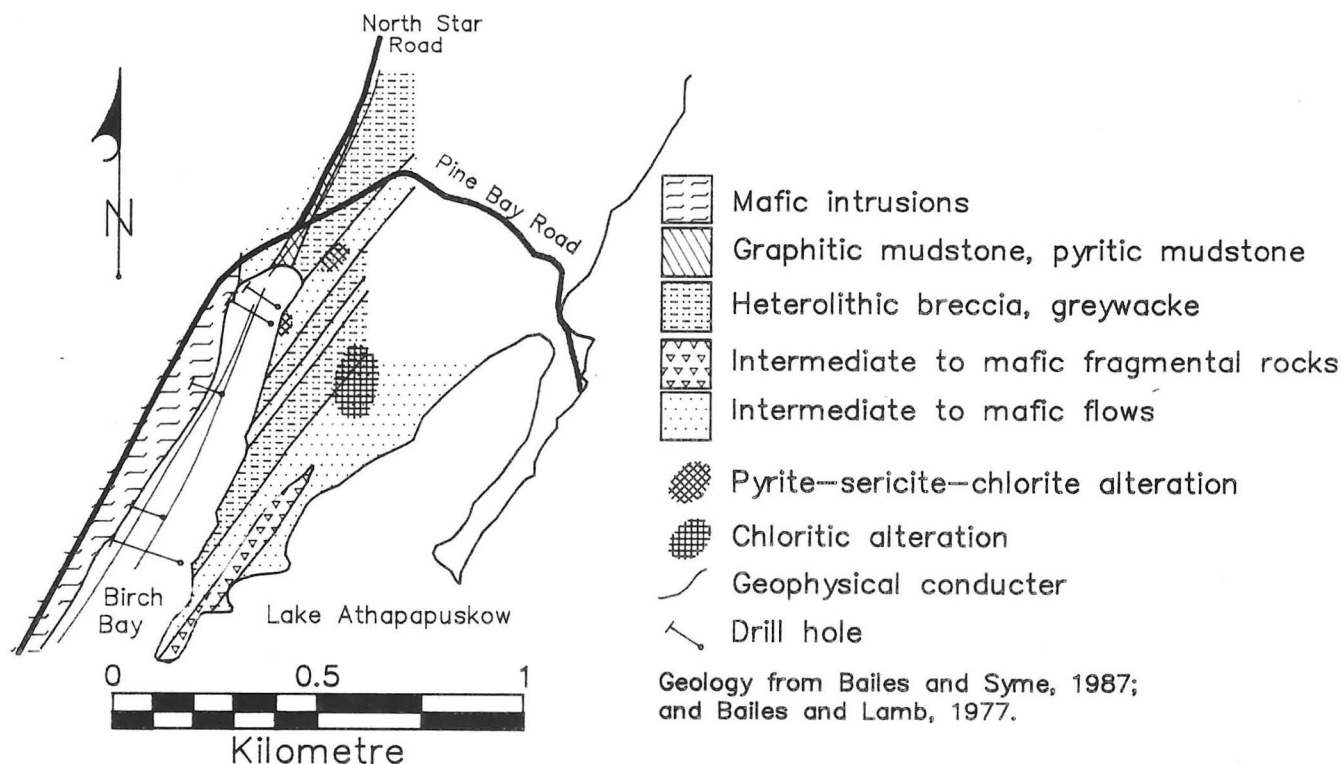 North Star
Road
N
Pine Bay Road
Birch
Bay
Lake Athapapuskow
0 0.5 1
Kilometre
Mafic intrusions
Graphitic mudstone, pyritic mudstone
Heterolithic breccia, greywacke
Intermediate to mafic fragmental rocks
Intermediate to mafic flows
Pyrite-sericite-chlorite alteration
Chloritic alteration
Geophysical conducter
Drill hole
Geology from Bailes and Syme, 1987;
and Bailes and Lamb, 1977.